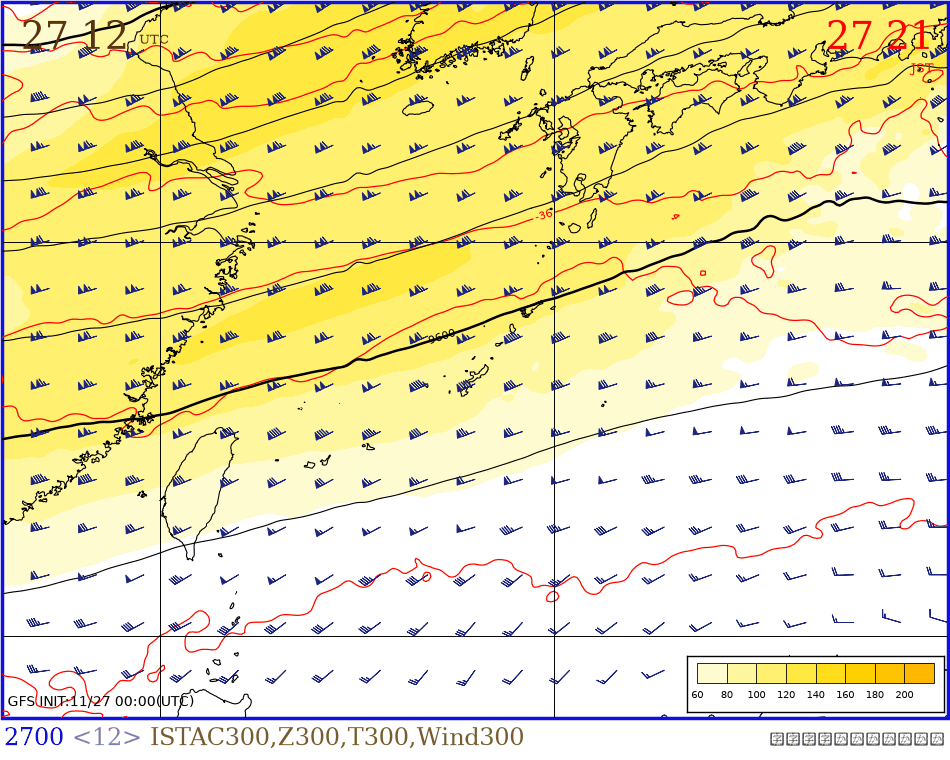 27 12 UTC
27 21
JST
-36
9600
60 80 100 120 140 160 180 200
GFS INIT:11/27 00:00(UTC)
2700 <12> ISTAC300,Z300,T300,Wind300